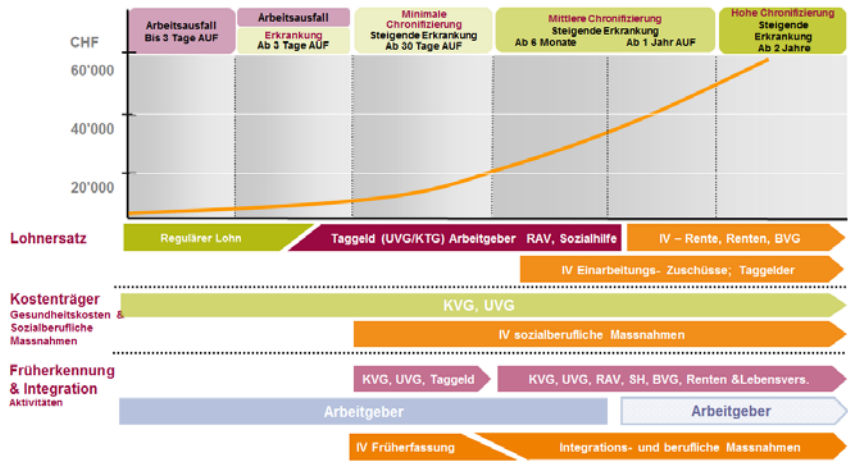 Arbeitsausfall
Bis 3 Tage AUF
Arbeitsausfall
Erkrankung
Ab 3 Tage AUF
Minimale
Chronifizierung
Steigende Erkrankung
Ab 30 Tage AUF
Mittlere Chronifizierung
Steigende Erkrankung
Ab 6 Monate
Ab 1 Jahr AUF
Hohe Chronifizierung
Steigende
Erkrankung
Ab 2 Jahre
CHF
60'000
40'000
20'000
Lohnersatz
Regulärer Lohn
Taggeld (UVG/KTG) Arbeitgeber RAV, Sozialhilfe
IV – Rente, Renten, BVG
IV Einarbeitungs- Zuschüsse; Taggelder
Kostenträger
Gesundheitskosten &
Sozialberufliche
Massnahmen
KVG, UVG
IV sozialberufliche Massnahmen
Früherkennung
& Integration
Aktivitäten
KVG, UVG, Taggeld
KVG, UVG, RAV, SH, BVG, Renten &Lebensvers.
Arbeitgeber
Arbeitgeber
IV Früherfassung
Integrations- und berufliche Massnahmen